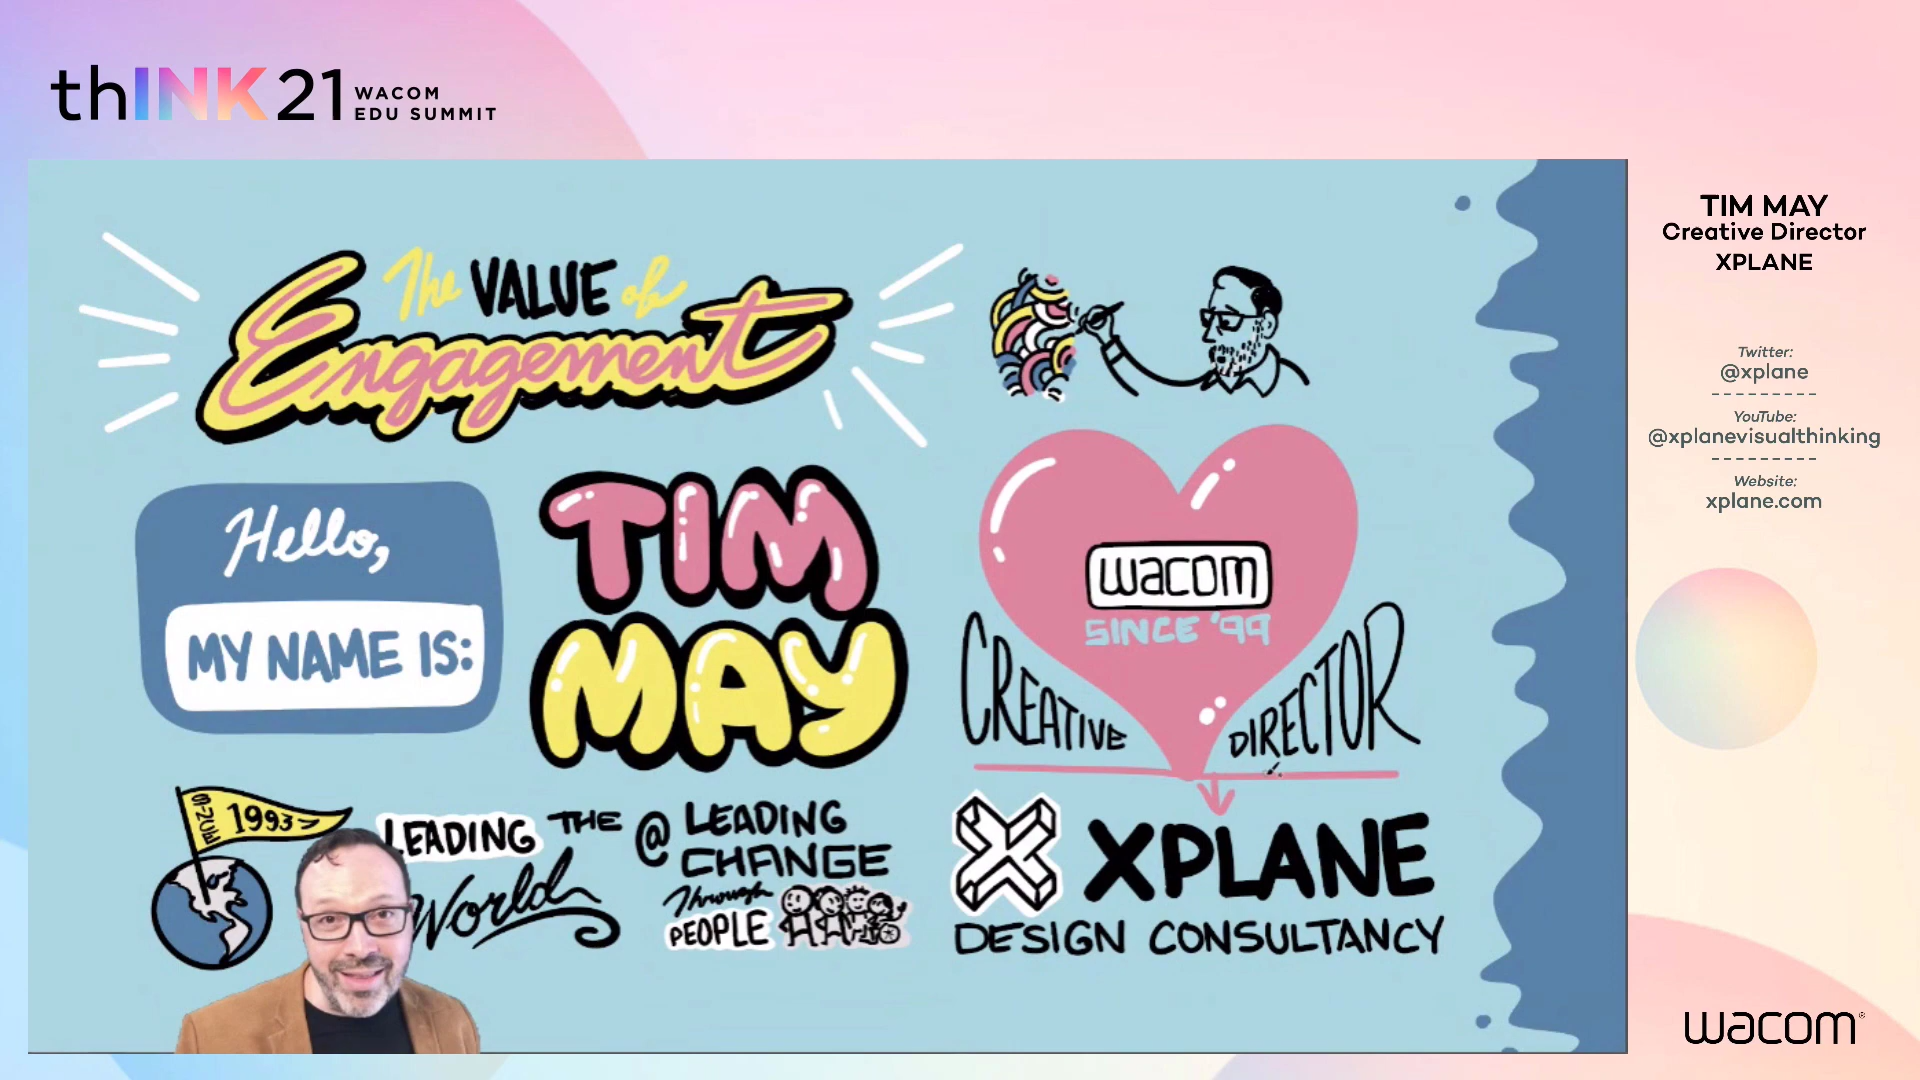 thINK21 WACOM
EDU SUMMIT
The VALUE of
Engagement
Hello,
MY NAME IS:
TIM
MAY
wacom
SINCE '99
CREATIVE DIRECTOR
SINCE 1993
LEADING THE
World
@ LEADING
CHANGE
Through
PEOPLE
X XPLANE
DESIGN CONSULTANCY
TIM MAY
Creative Director
XPLANE
Twitter:
@xplane
YouTube:
@xplanevisualthinking
Website:
xplane.com
wacom®